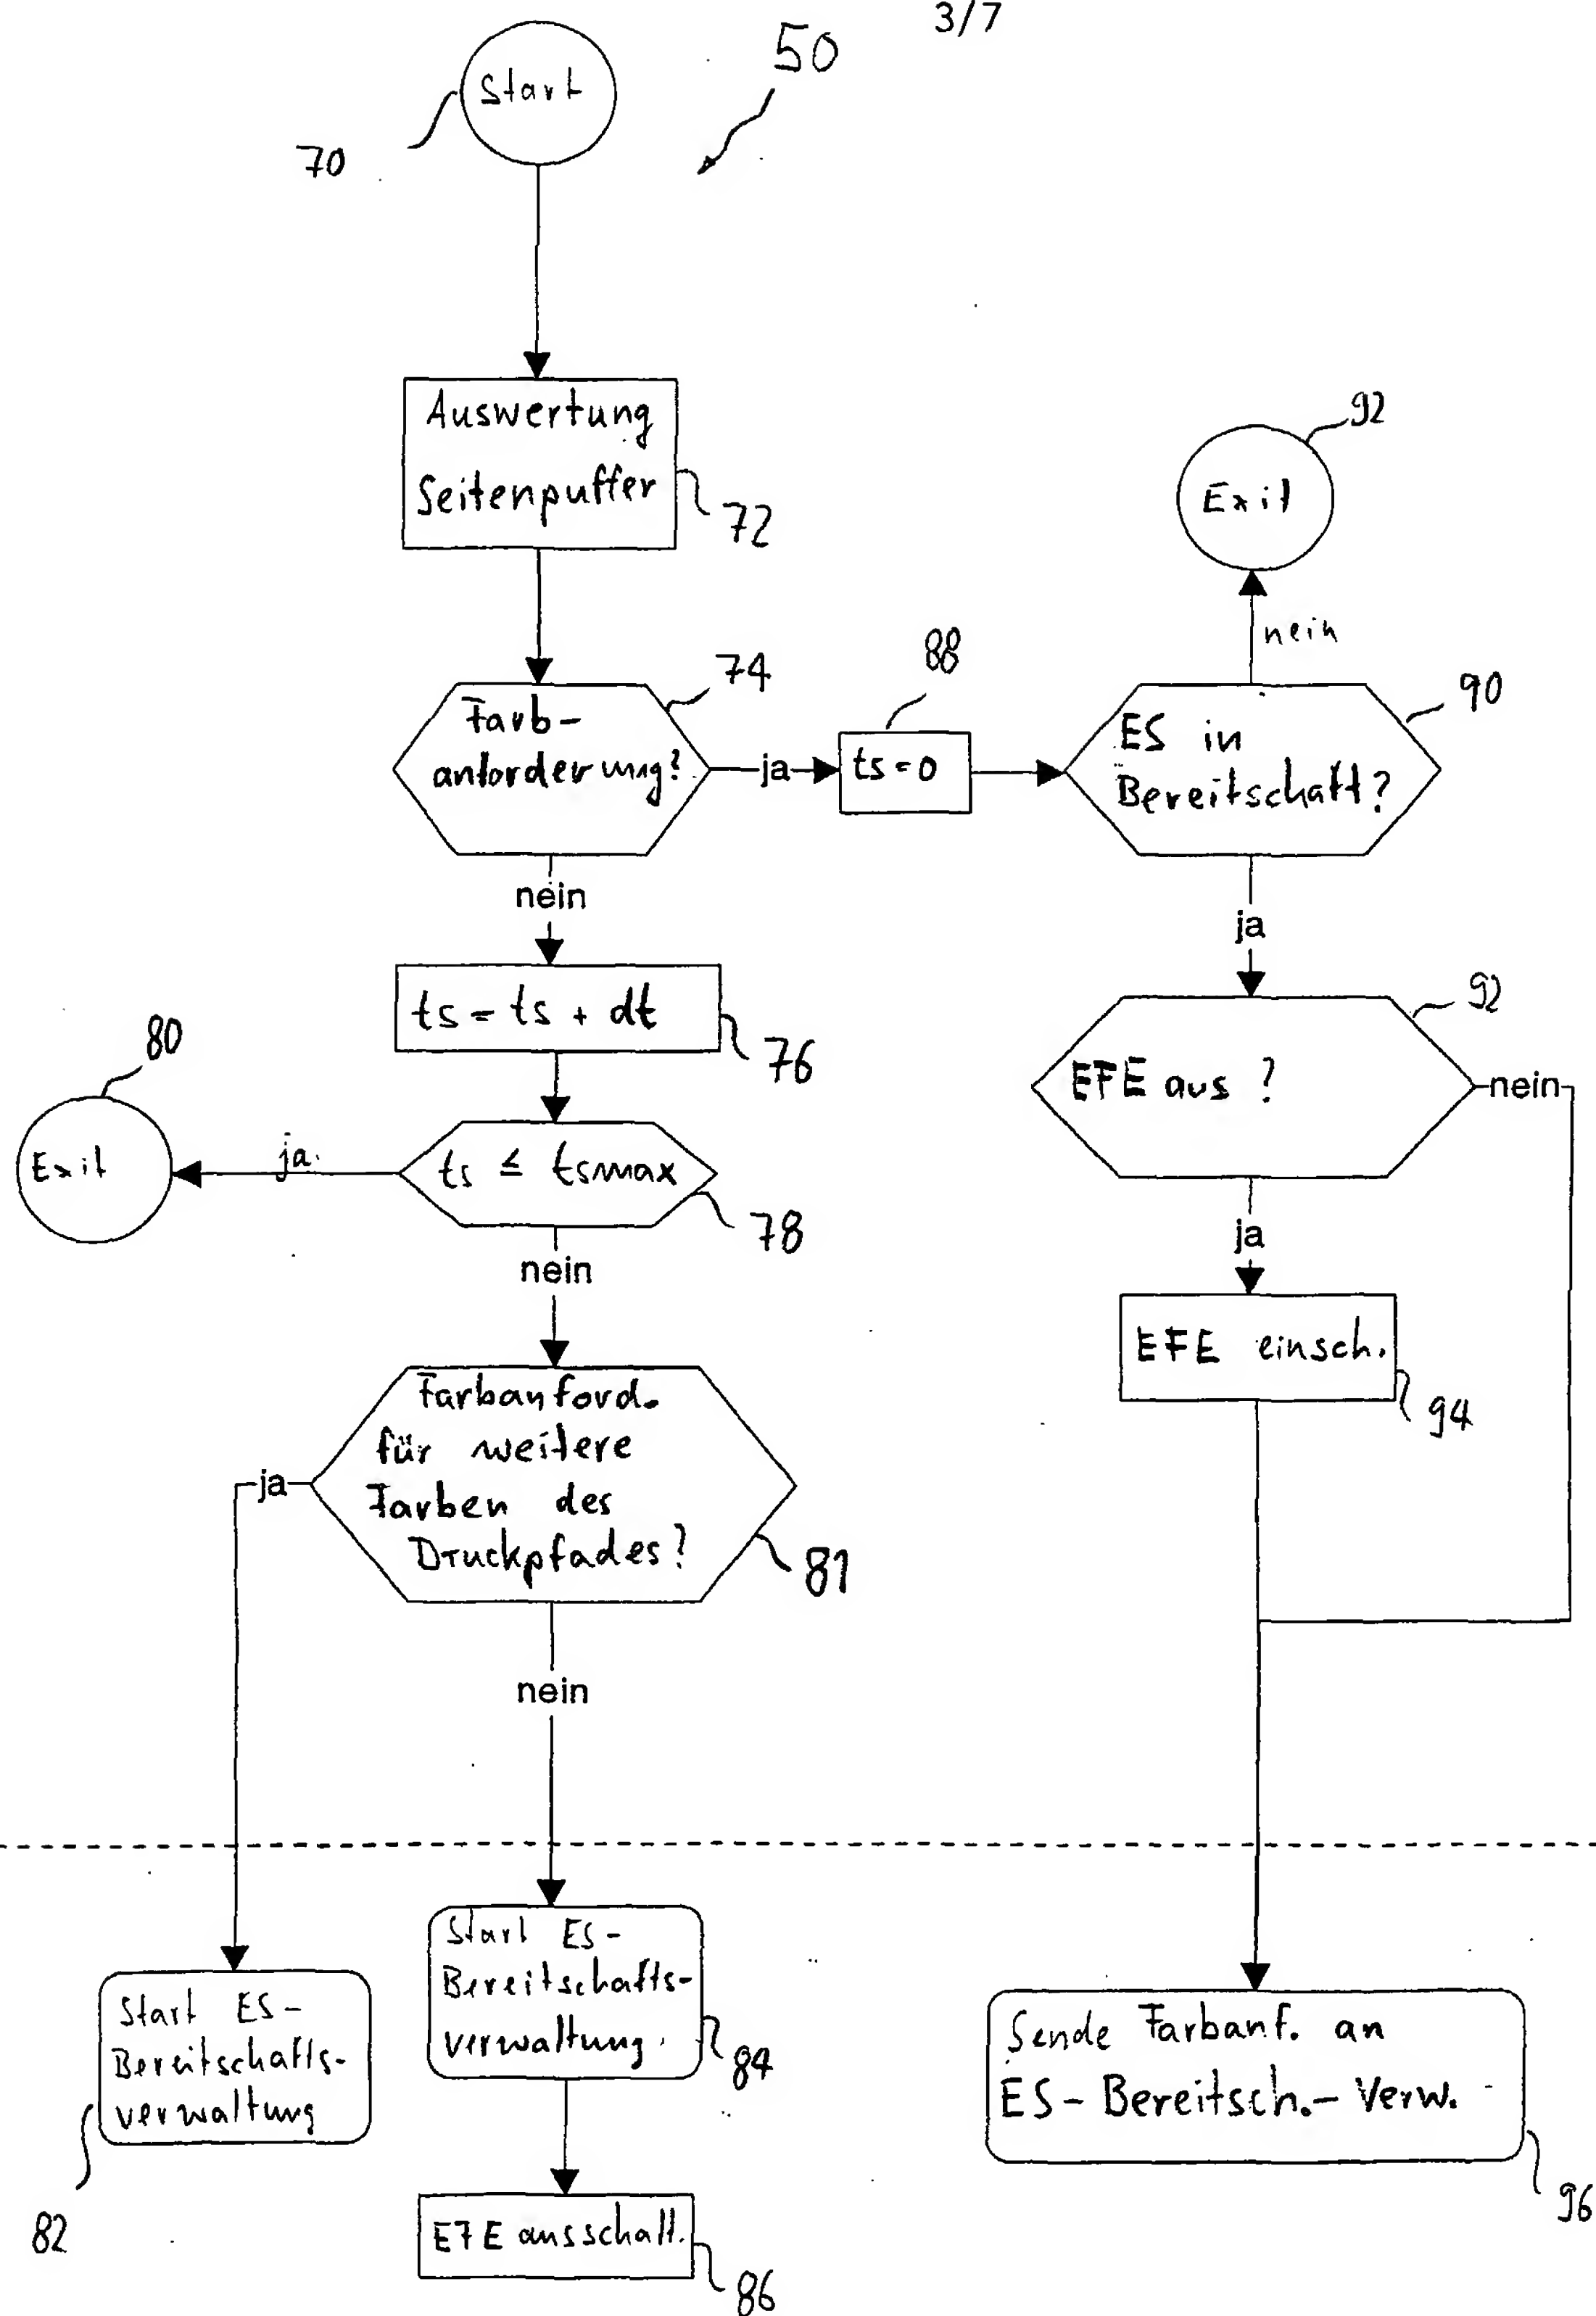 3/7
50
Start
70
Auswertung
Seitenpuffer
72
92
Exit
nein
74
Farb-
anforderung?
ja
88
ts=0
90
ES in
Bereitschaft?
nein
ja
ts = ts + dt
76
92
EFE aus ?
nein
80
Exit
ja
ts ≤ tsmax
78
nein
ja
EFE einsch.
94
Farbanford.
für weitere
Farben des
Druckpfades?
81
ja
nein
Start ES-
Bereitschafts-
verwaltung
82
Start ES-
Bereitschafts-
verwaltung.
84
EFE ausschalt.
86
Sende Farbanf. an
ES-Bereitsch.-Verw.
96